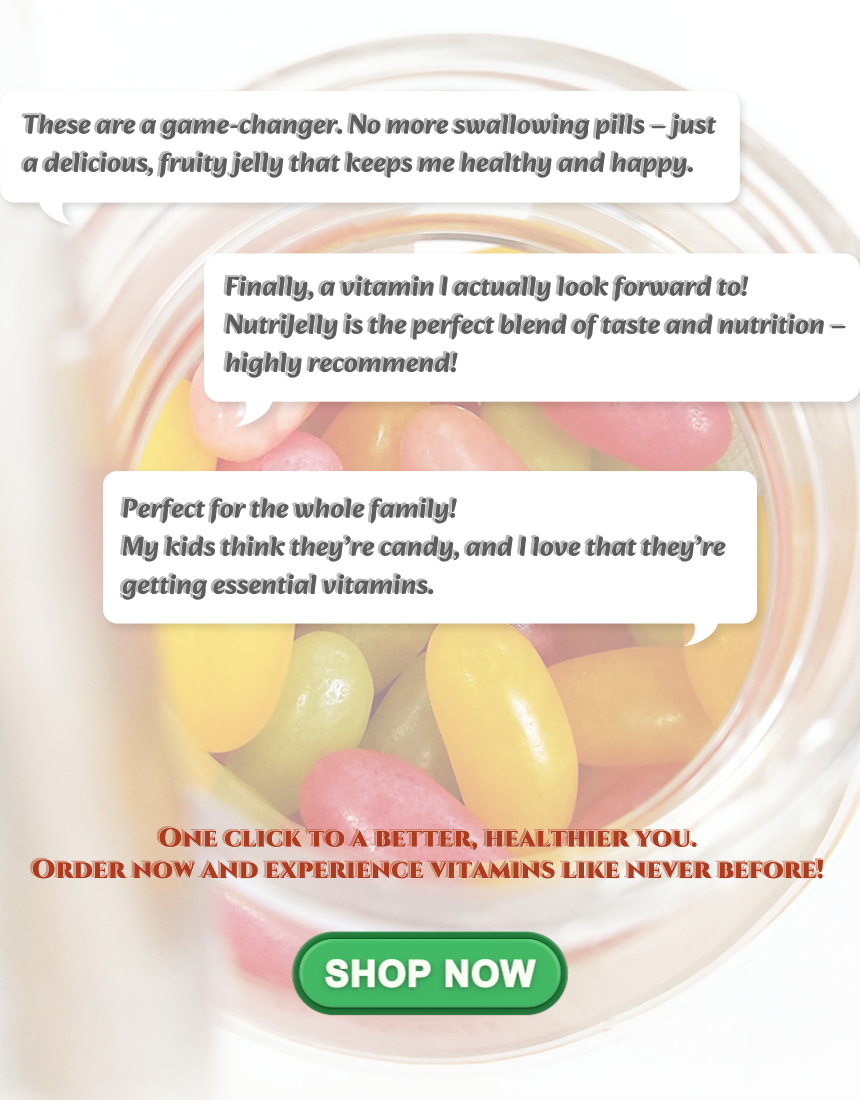 These are a game-changer. No more swallowing pills – just
a delicious, fruity jelly that keeps me healthy and happy.
Finally, a vitamin I actually look forward to!
NutriJelly is the perfect blend of taste and nutrition –
highly recommend!
Perfect for the whole family!
My kids think they’re candy, and I love that they’re
getting essential vitamins.
One click to a better, healthier you.
Order now and experience vitamins like never before!
SHOP NOW